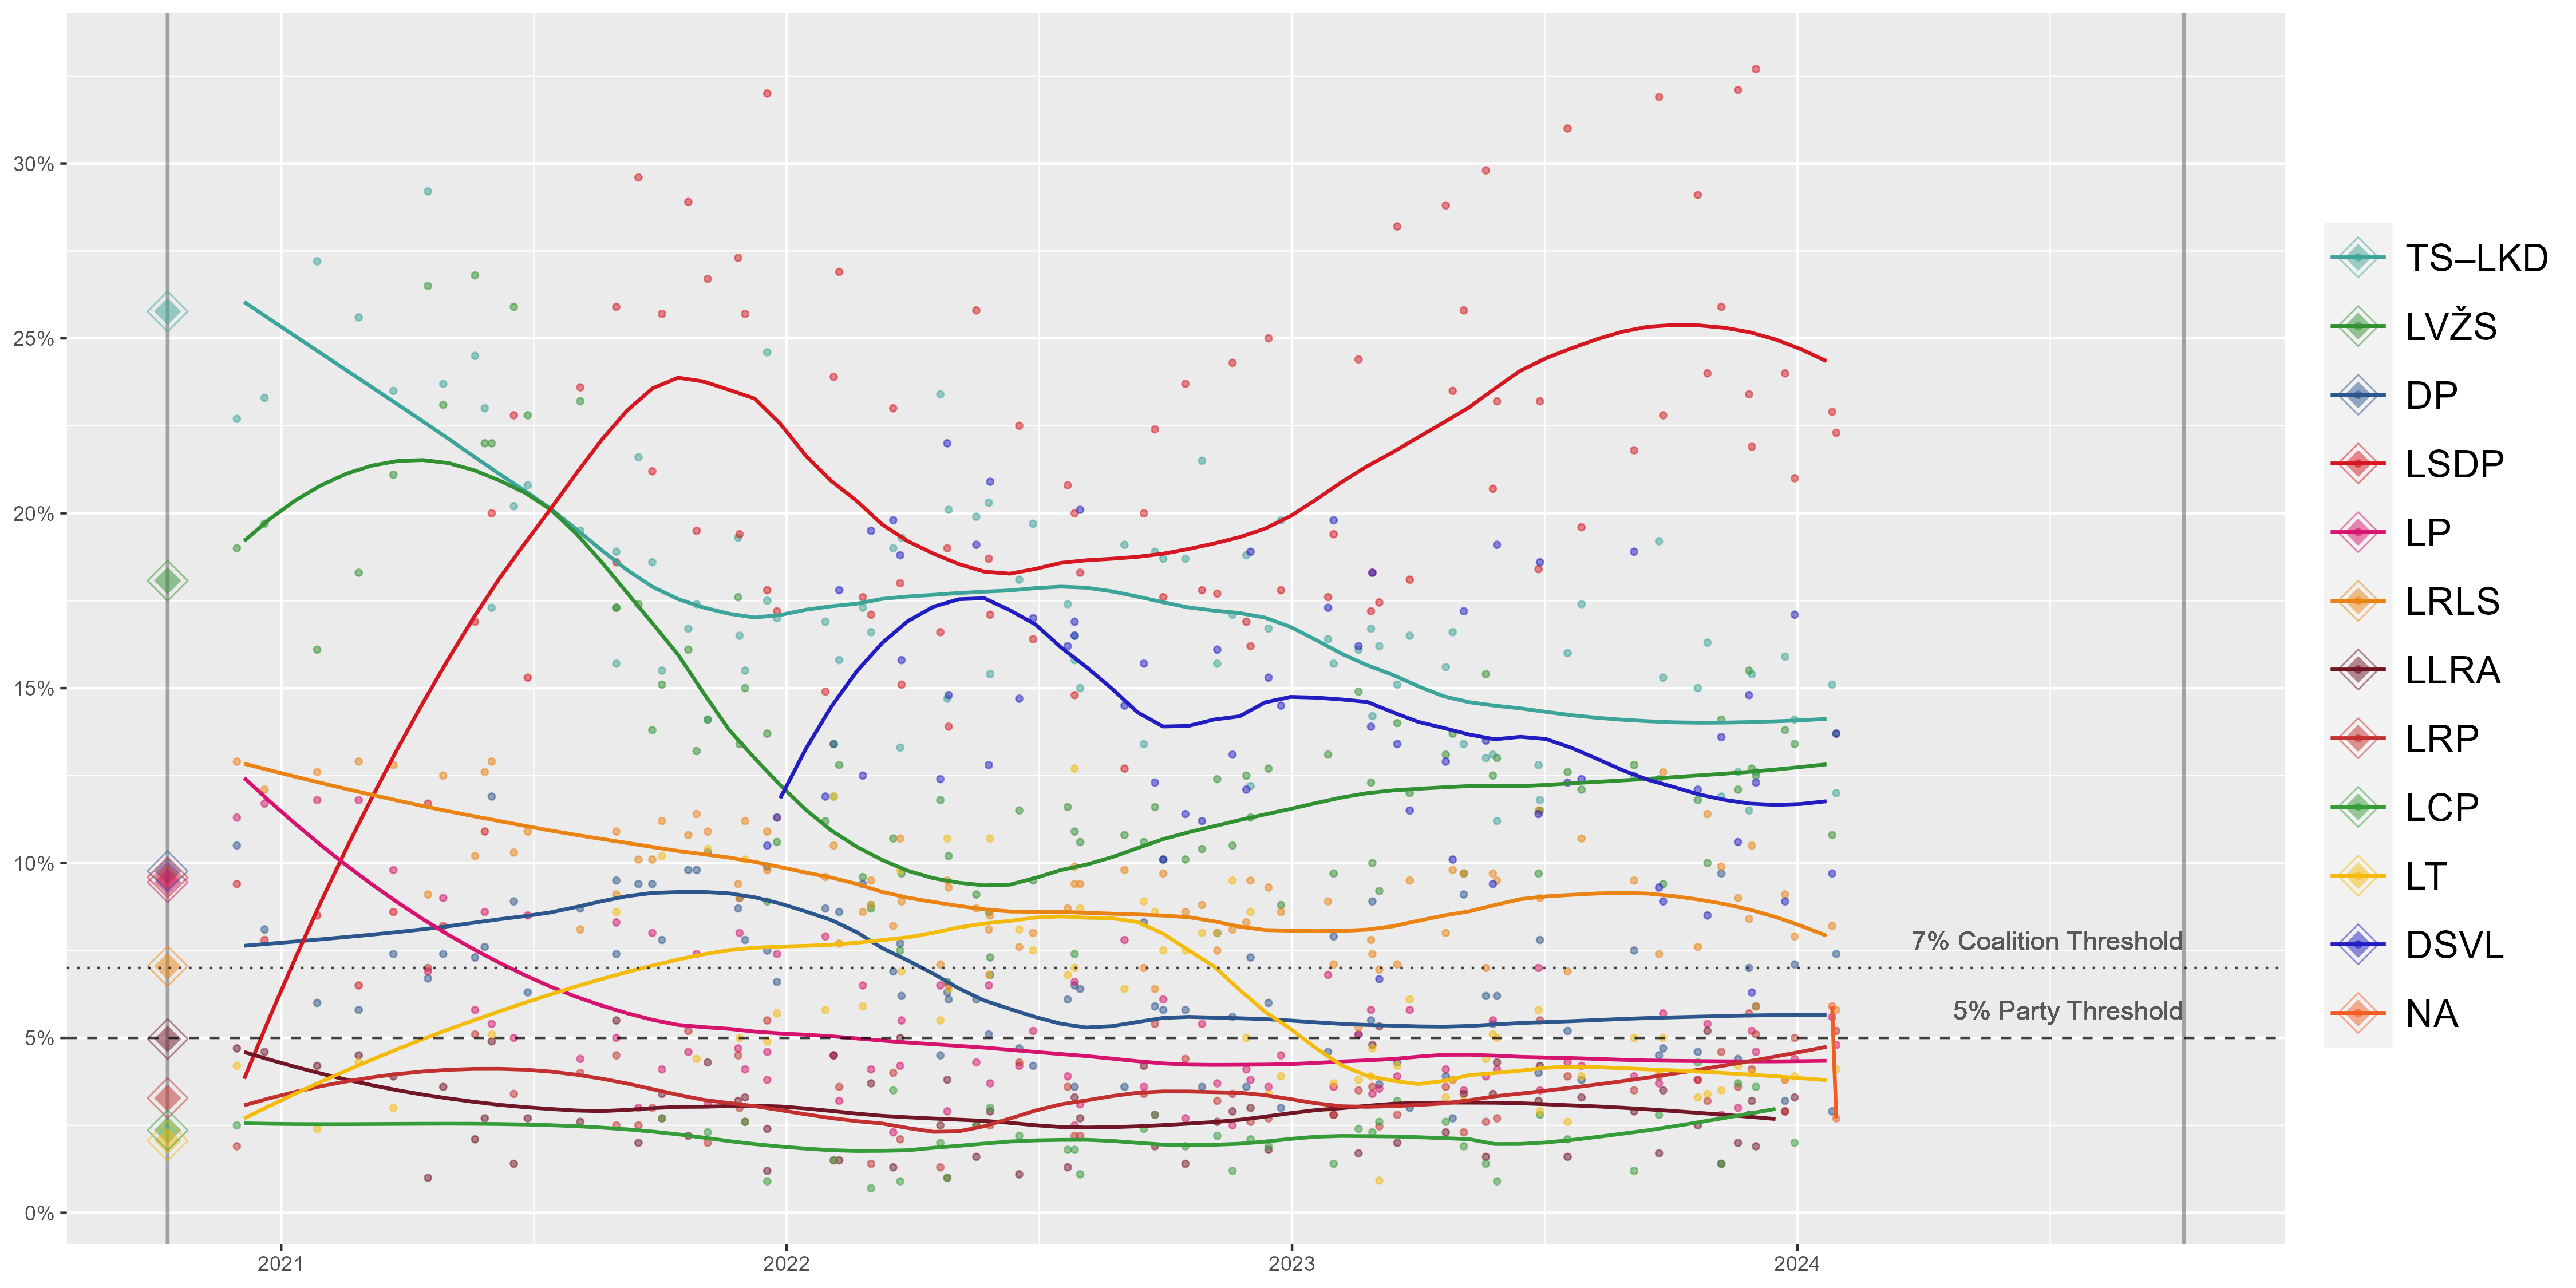 30%
25%
20%
15%
10%
5%
0%
2021
2022
2023
2024
7% Coalition Threshold
5% Party Threshold
TS–LKD
LVŽS
DP
LSDP
LP
LRLS
LLRA
LRP
LCP
LT
DSVL
NA